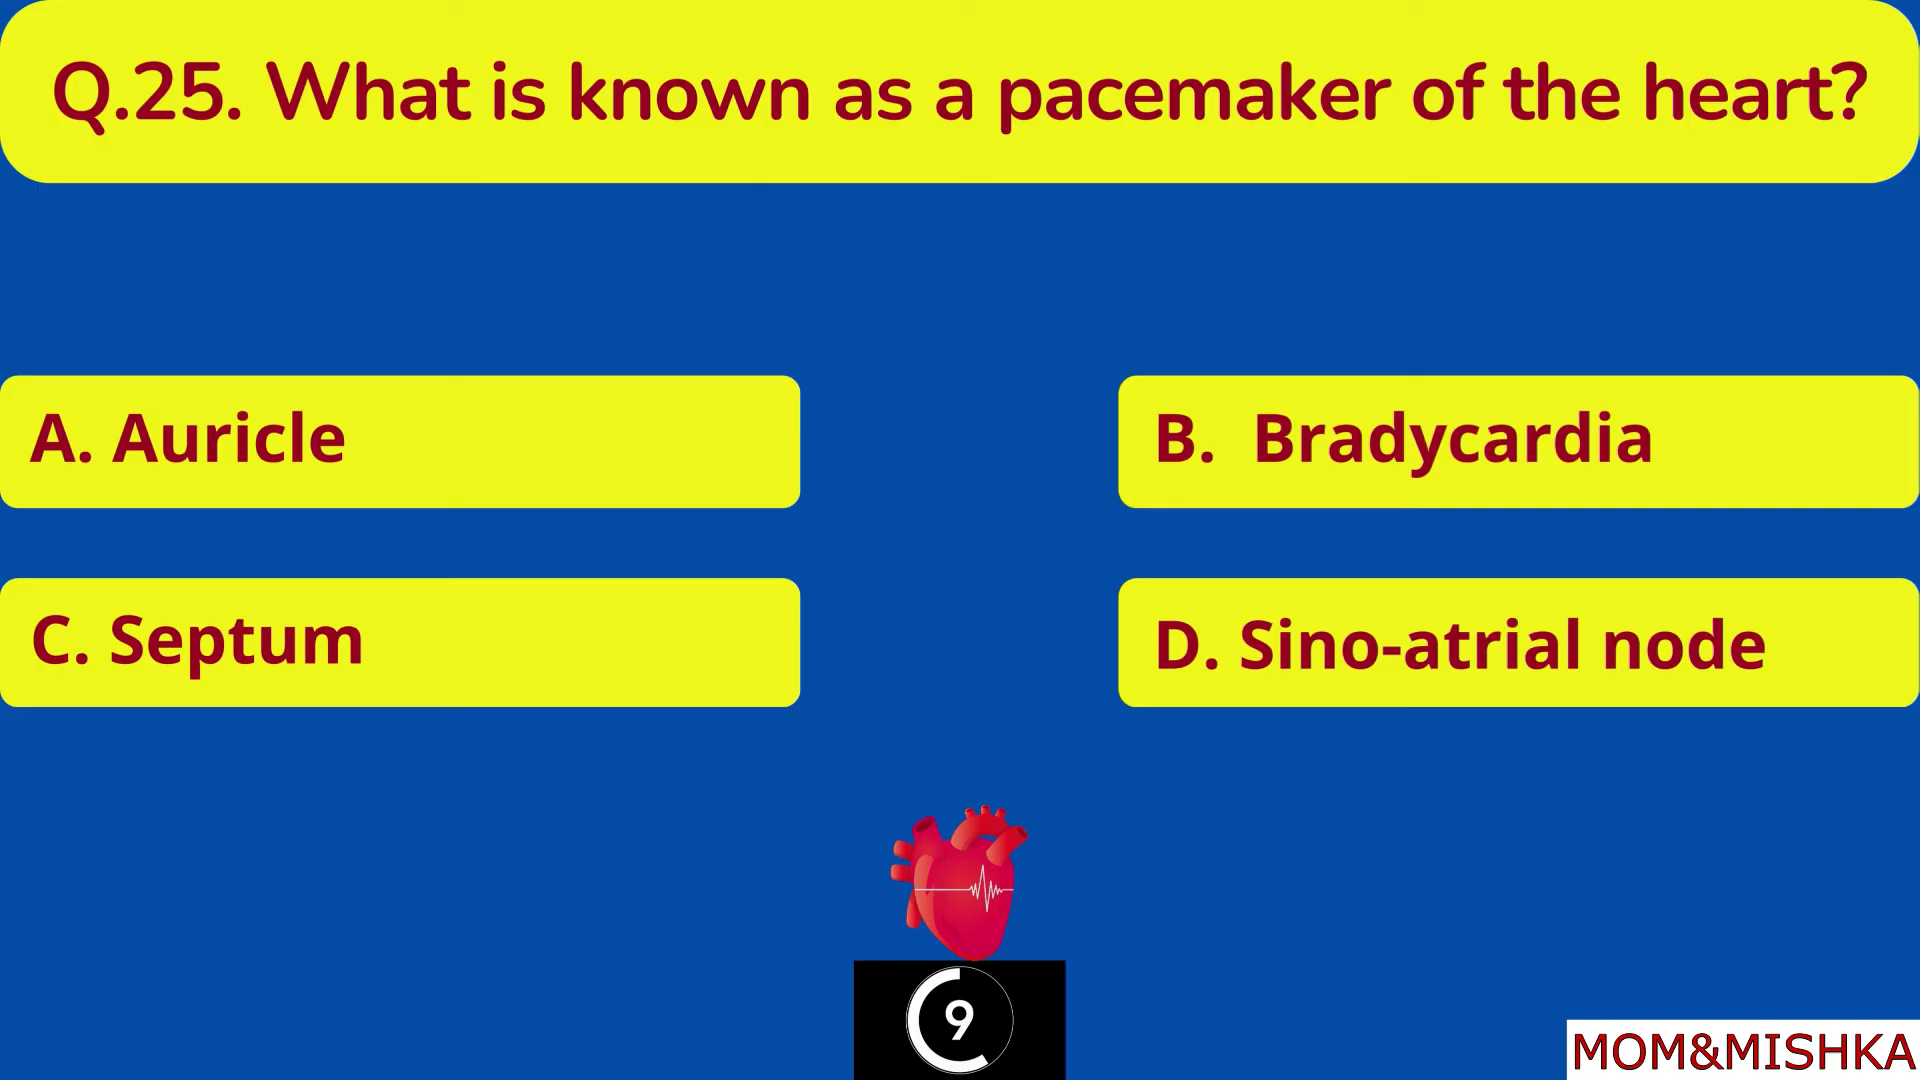 Q.25. What is known as a pacemaker of the heart?
A. Auricle
B. Bradycardia
C. Septum
D. Sino-atrial node
9
MOM&MISHKA